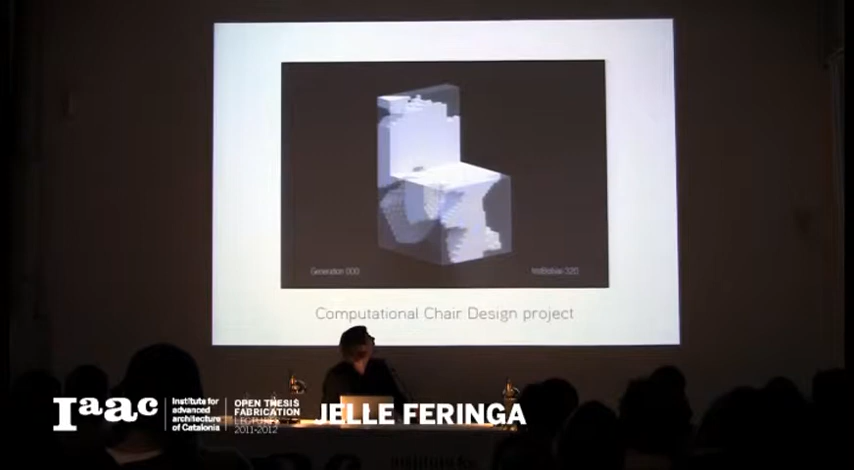 Generation 000
Computational Chair Design project
Iaac
Institute for
advanced
architecture
of Catalonia
OPEN THESIS
FABRICATION
LECTURES
2011-2012
JELLE FERINGA